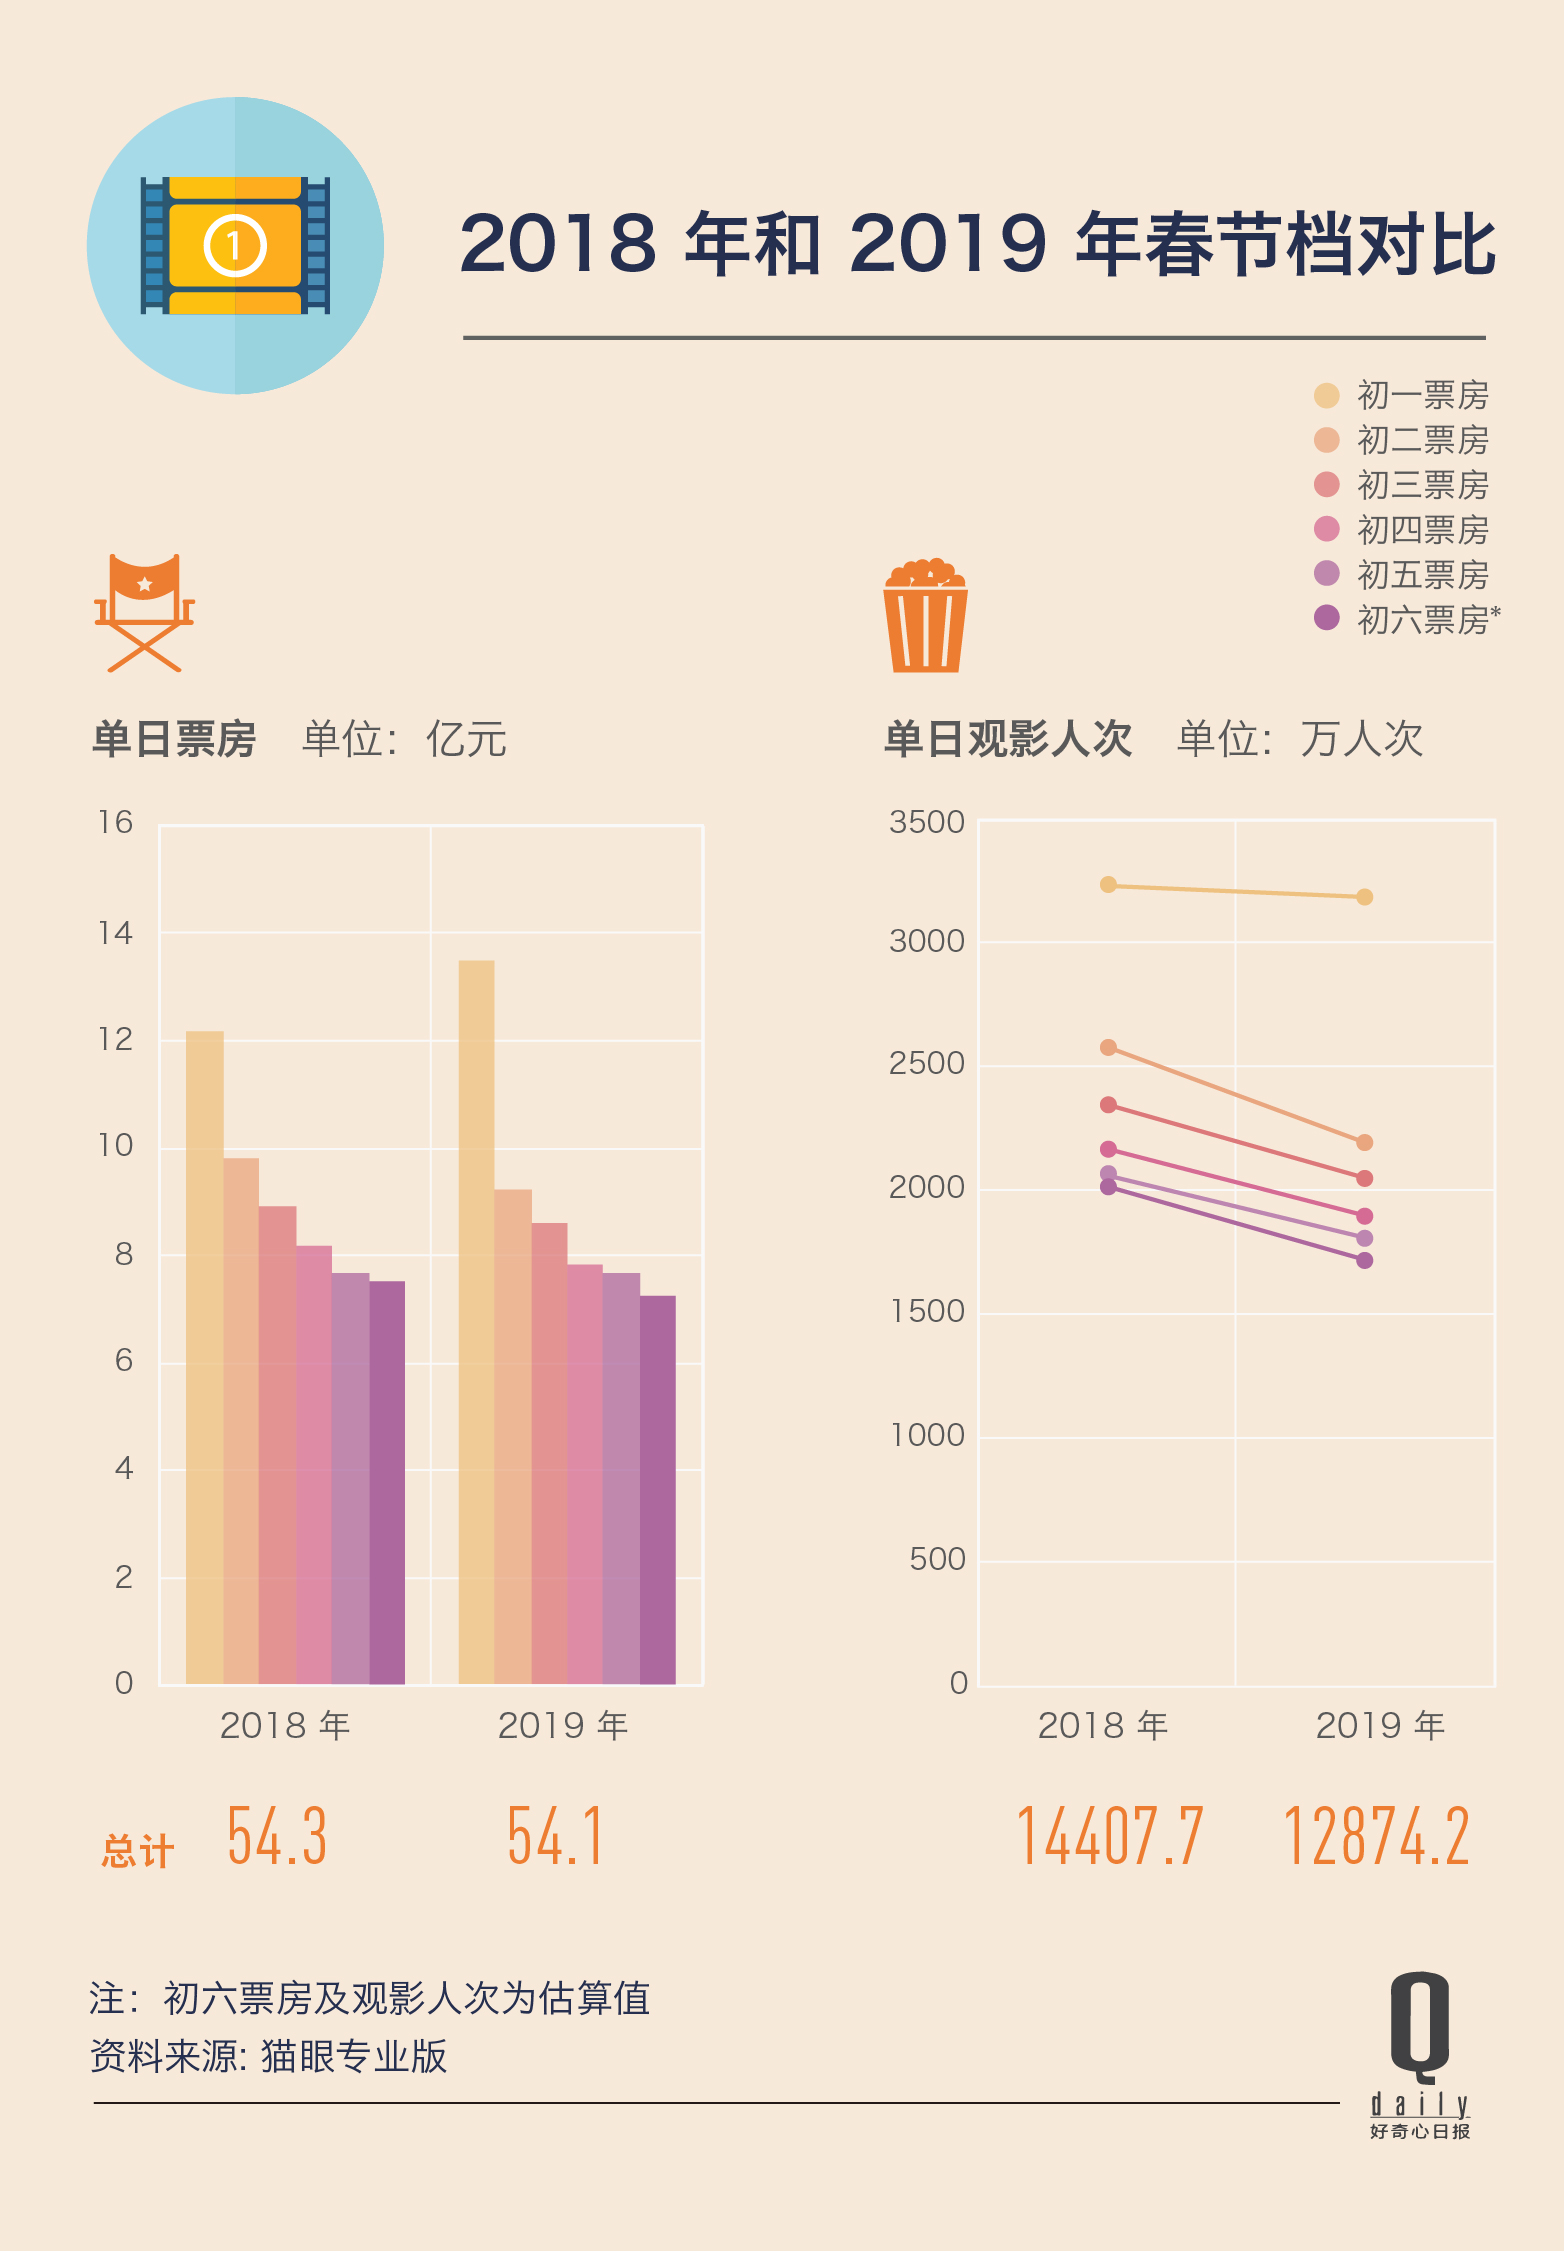 1
2018 年和 2019 年春节档对比
初一票房
初二票房
初三票房
初四票房
初五票房
初六票房*
单日票房 单位：亿元
16
14
12
10
8
6
4
2
0
2018 年 2019 年
单日观影人次 单位：万人次
3500
3000
2500
2000
1500
1000
500
0
2018 年 2019 年
总计 54.3 54.1 14407.7 12874.2
注：初六票房及观影人次为估算值
资料来源: 猫眼专业版
Q
daily
好奇心日报